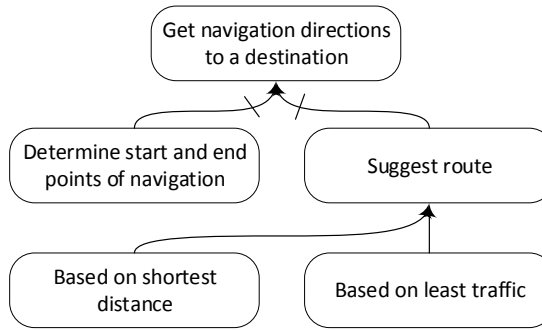 Get navigation directions
to a destination
Determine start and end
points of navigation
Suggest route
Based on shortest
distance
Based on least traffic